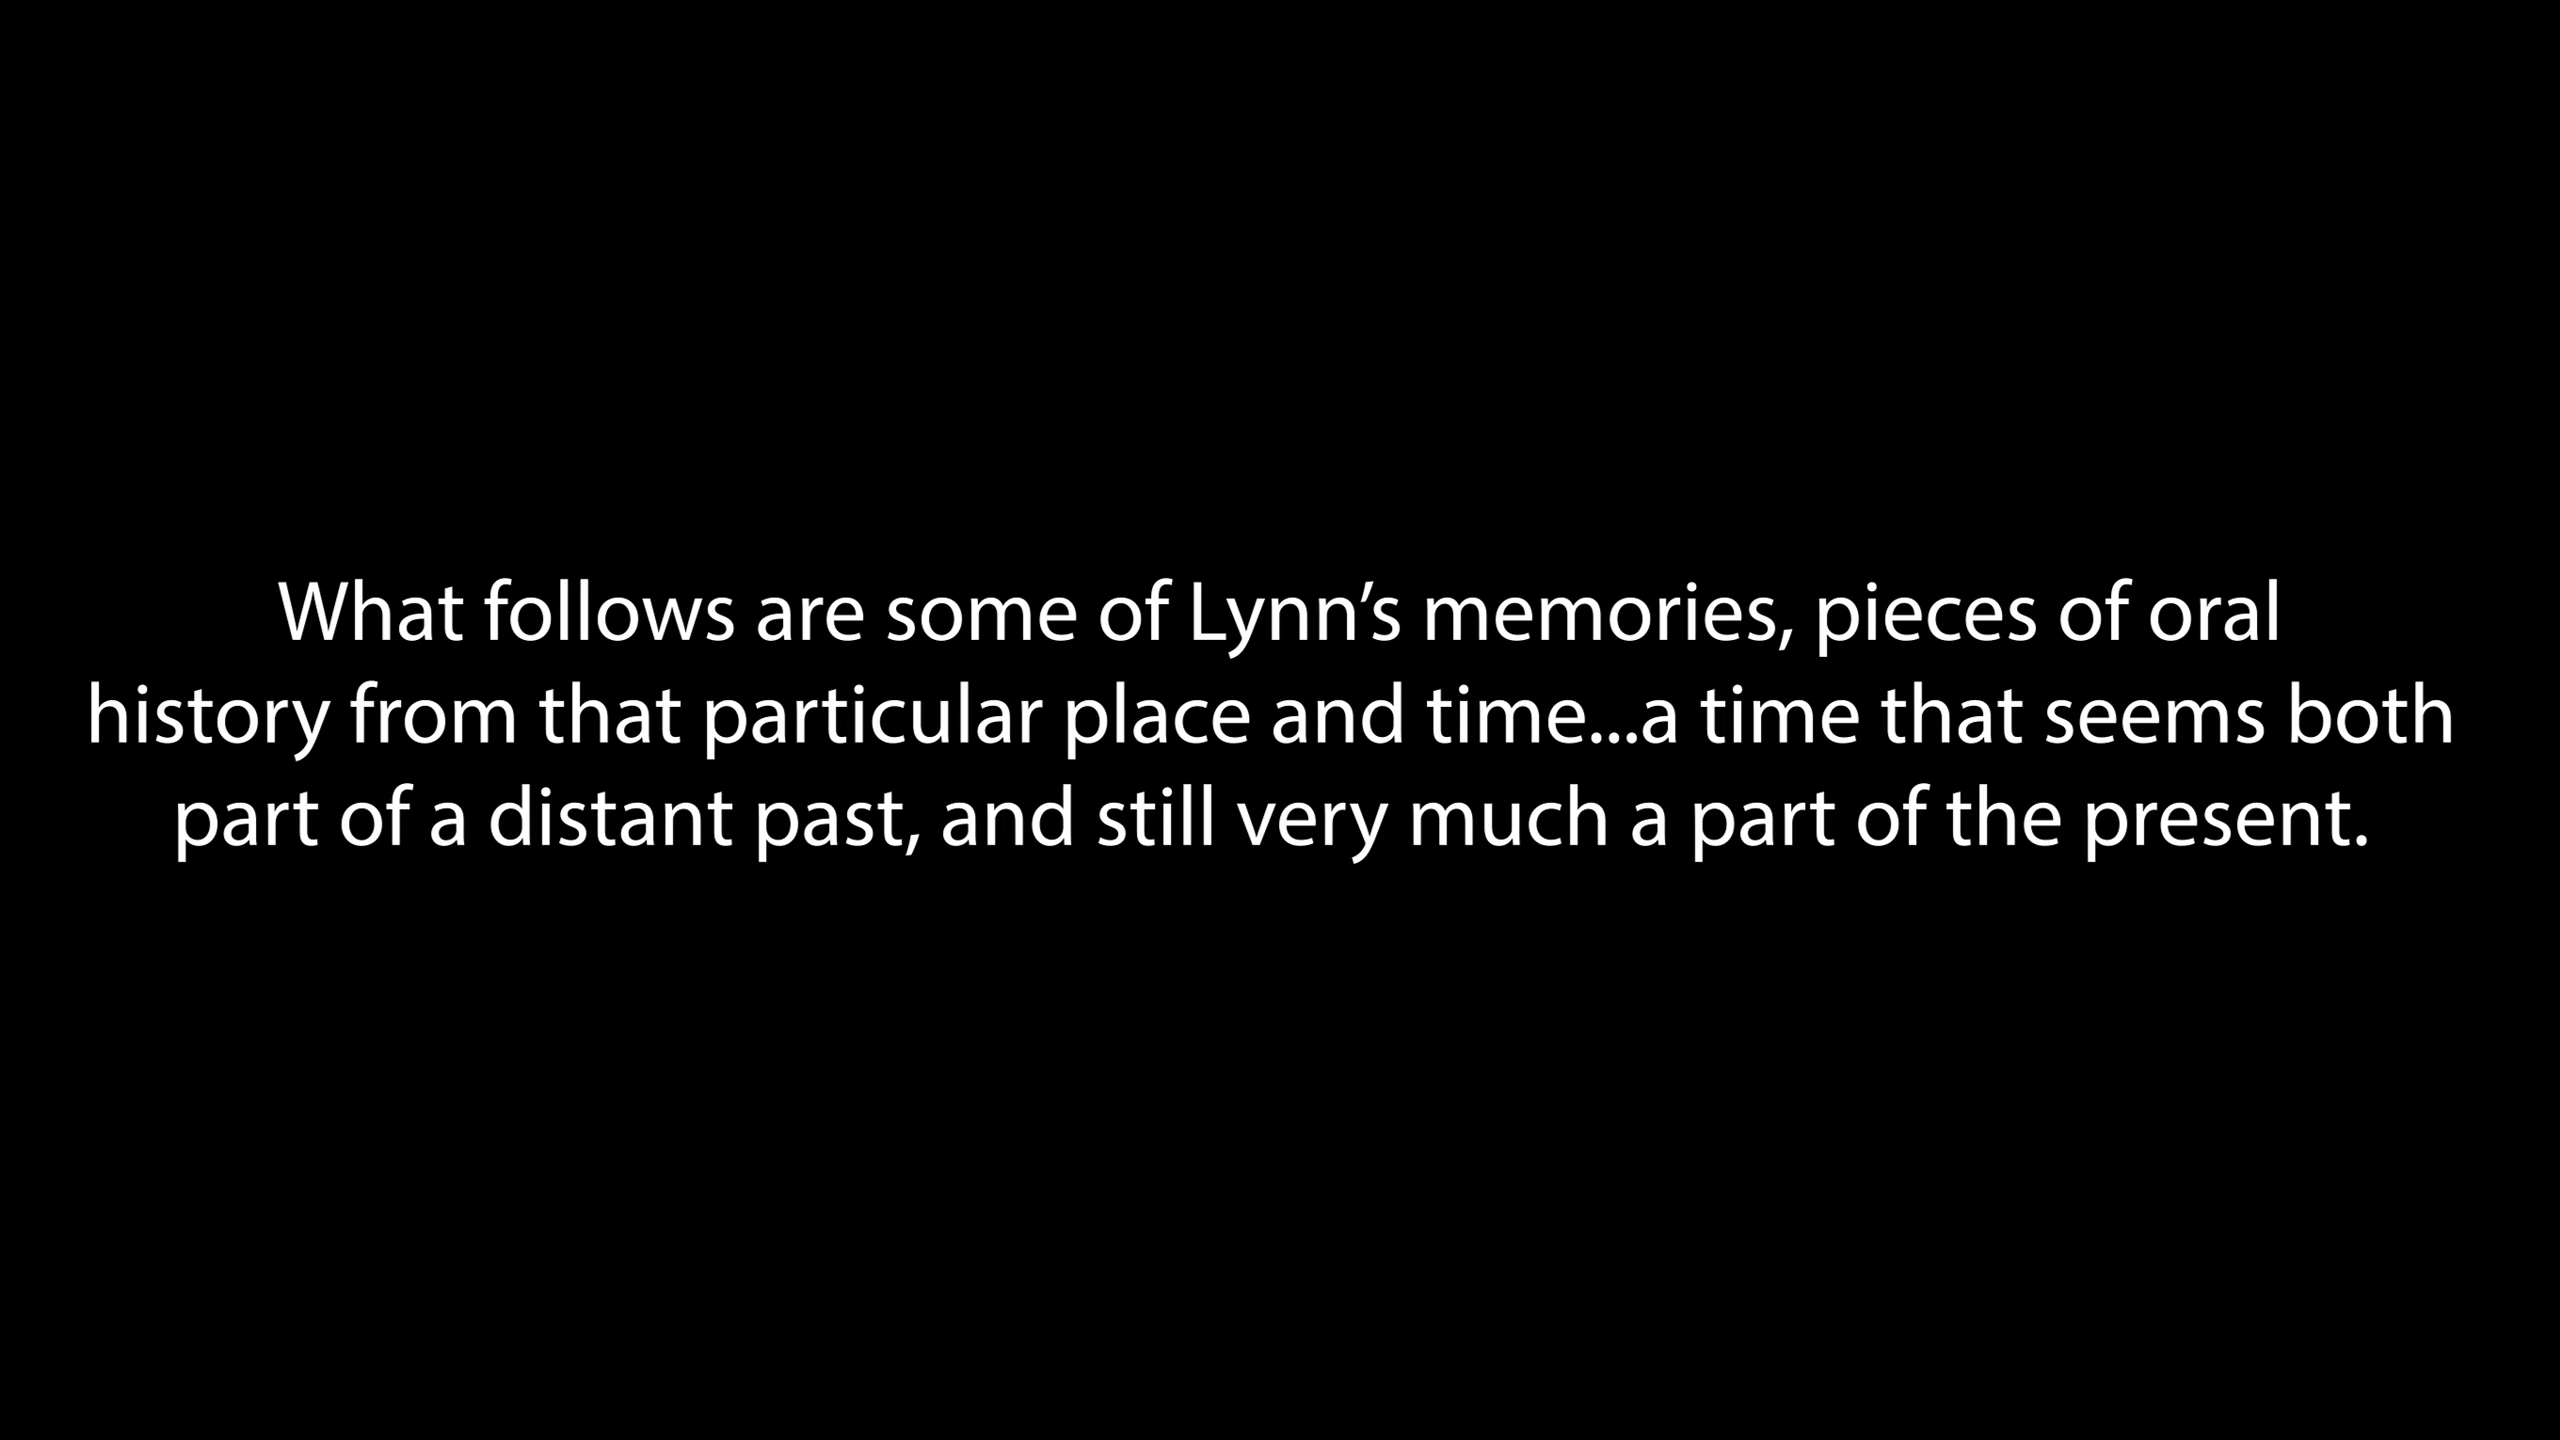 What follows are some of Lynn’s memories, pieces of oral
history from that particular place and time...a time that seems both
part of a distant past, and still very much a part of the present.